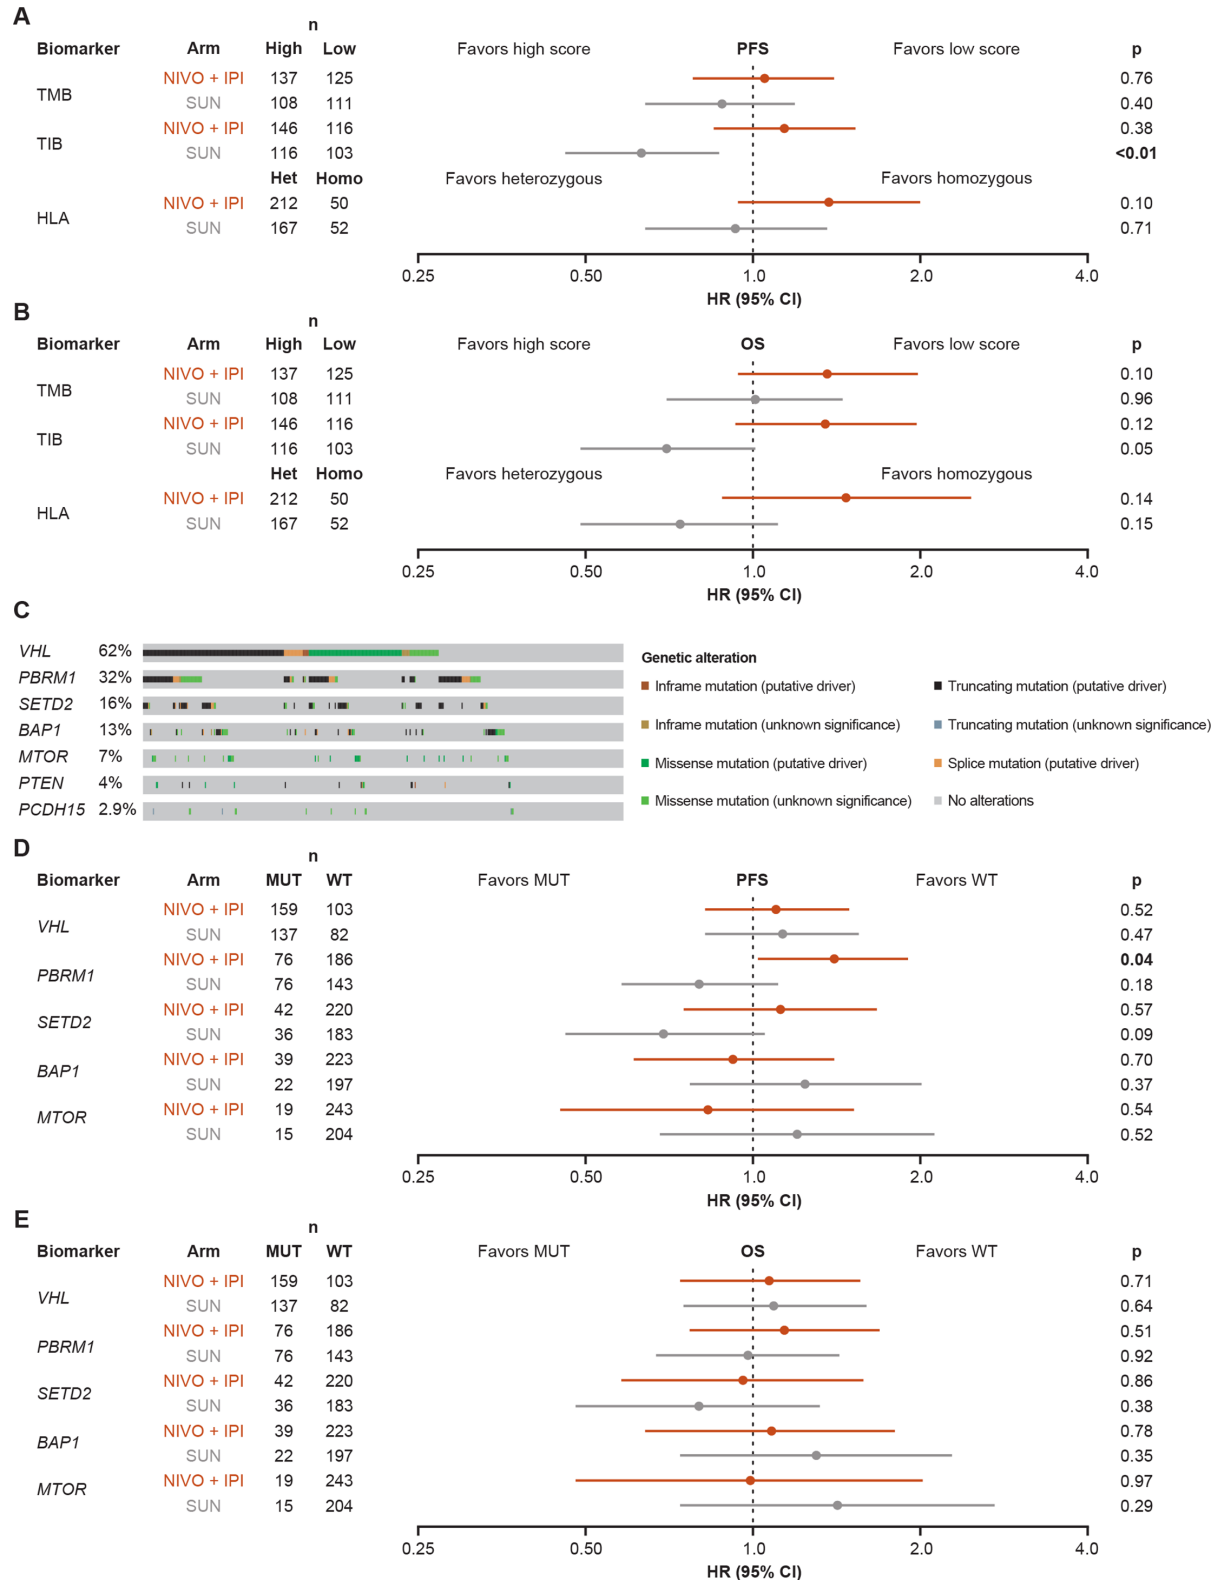 A
n
Biomarker Arm High Low Favors high score PFS Favors low score p
TMB
NIVO + IPI 137 125 0.76
SUN 108 111 0.40
TIB
NIVO + IPI 146 116 0.38
SUN 116 103 <0.01
Het Homo Favors heterozygous Favors homozygous
HLA
NIVO + IPI 212 50 0.10
SUN 167 52 0.71
0.25 0.50 1.0 2.0 4.0
HR (95% CI)
B
n
Biomarker Arm High Low Favors high score OS Favors low score p
TMB
NIVO + IPI 137 125 0.10
SUN 108 111 0.96
TIB
NIVO + IPI 146 116 0.12
SUN 116 103 0.05
Het Homo Favors heterozygous Favors homozygous
HLA
NIVO + IPI 212 50 0.14
SUN 167 52 0.15
0.25 0.50 1.0 2.0 4.0
HR (95% CI)
C
VHL 62%
PBRM1 32%
SETD2 16%
BAP1 13%
MTOR 7%
PTEN 4%
PCDH15 2.9%
Genetic alteration
Inframe mutation (putative driver) Truncating mutation (putative driver)
Inframe mutation (unknown significance) Truncating mutation (unknown significance)
Missense mutation (putative driver) Splice mutation (putative driver)
Missense mutation (unknown significance) No alterations
D
n
Biomarker Arm MUT WT Favors MUT PFS Favors WT p
VHL
NIVO + IPI 159 103 0.52
SUN 137 82 0.47
PBRM1
NIVO + IPI 76 186 0.04
SUN 76 143 0.18
SETD2
NIVO + IPI 42 220 0.57
SUN 36 183 0.09
BAP1
NIVO + IPI 39 223 0.70
SUN 22 197 0.37
MTOR
NIVO + IPI 19 243 0.54
SUN 15 204 0.52
0.25 0.50 1.0 2.0 4.0
HR (95% CI)
E
n
Biomarker Arm MUT WT Favors MUT OS Favors WT p
VHL
NIVO + IPI 159 103 0.71
SUN 137 82 0.64
PBRM1
NIVO + IPI 76 186 0.51
SUN 76 143 0.92
SETD2
NIVO + IPI 42 220 0.86
SUN 36 183 0.38
BAP1
NIVO + IPI 39 223 0.78
SUN 22 197 0.35
MTOR
NIVO + IPI 19 243 0.97
SUN 15 204 0.29
0.25 0.50 1.0 2.0 4.0
HR (95% CI)